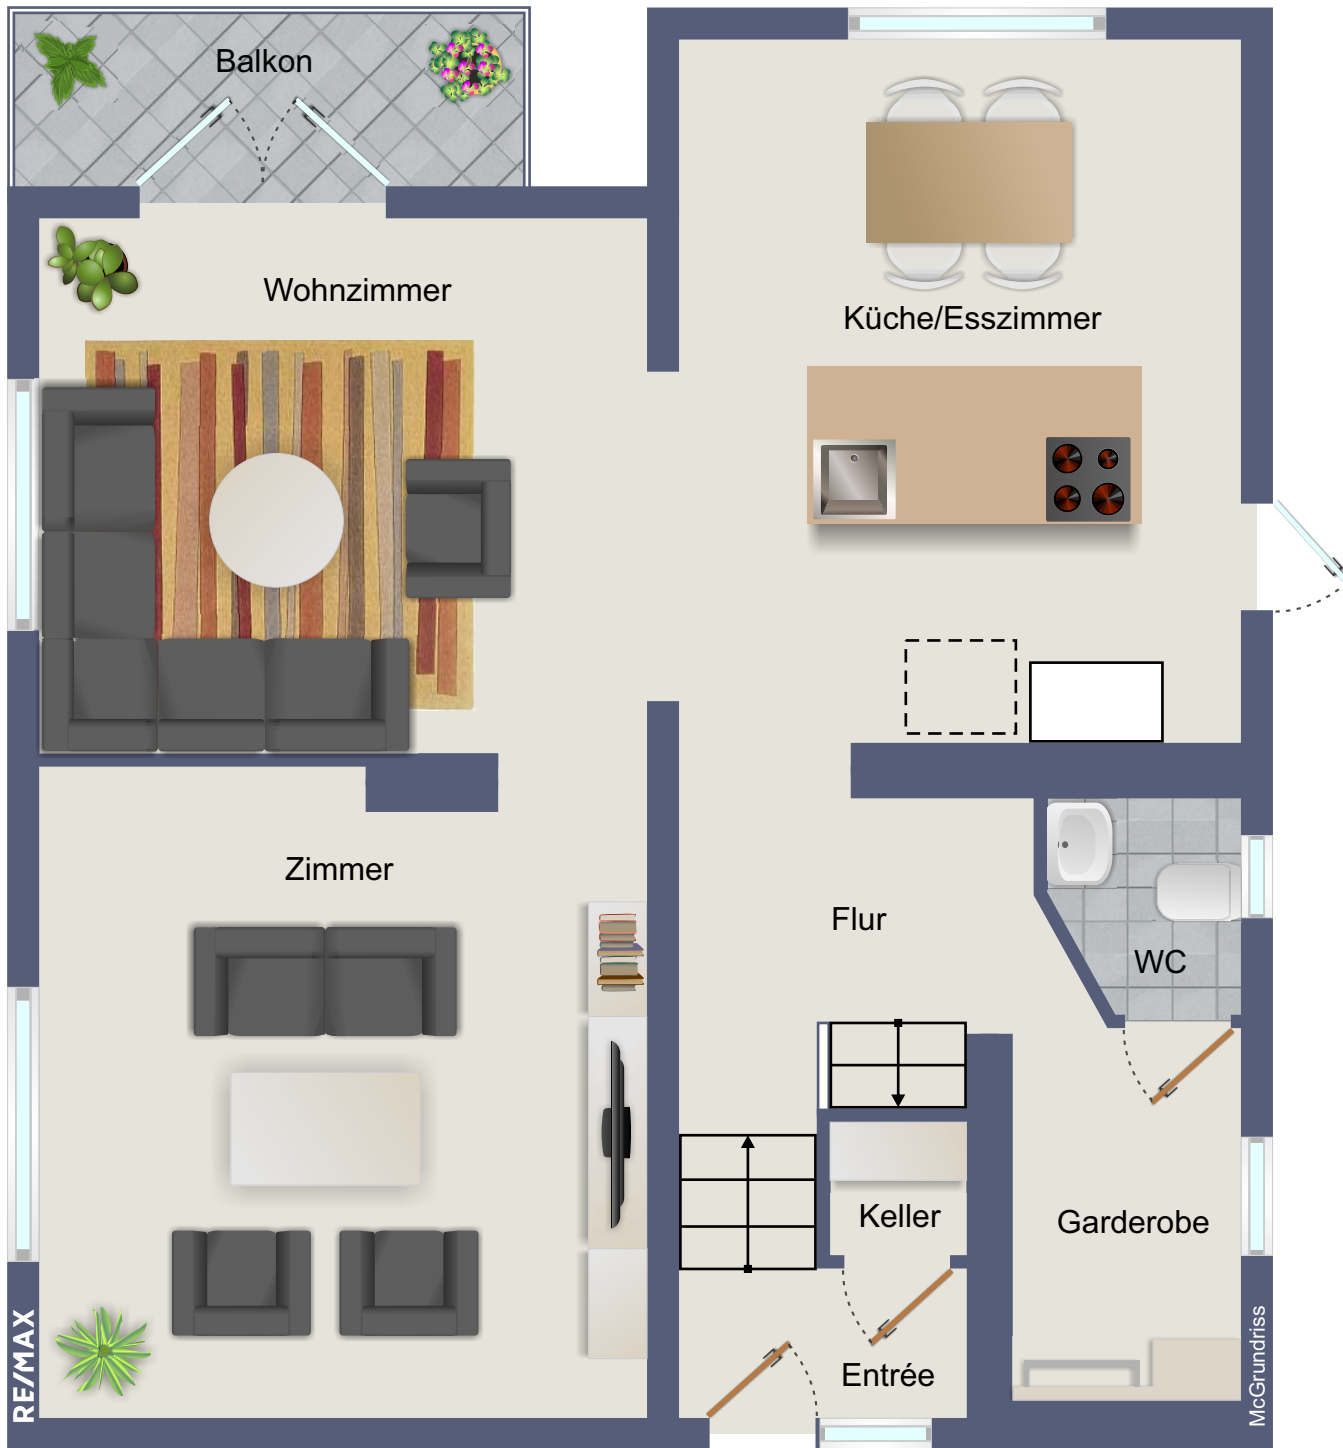 Balkon
Wohnzimmer
Küche/Esszimmer
Zimmer
Flur
WC
Keller
Garderobe
Entrée
RE/MAX
McGrundriss